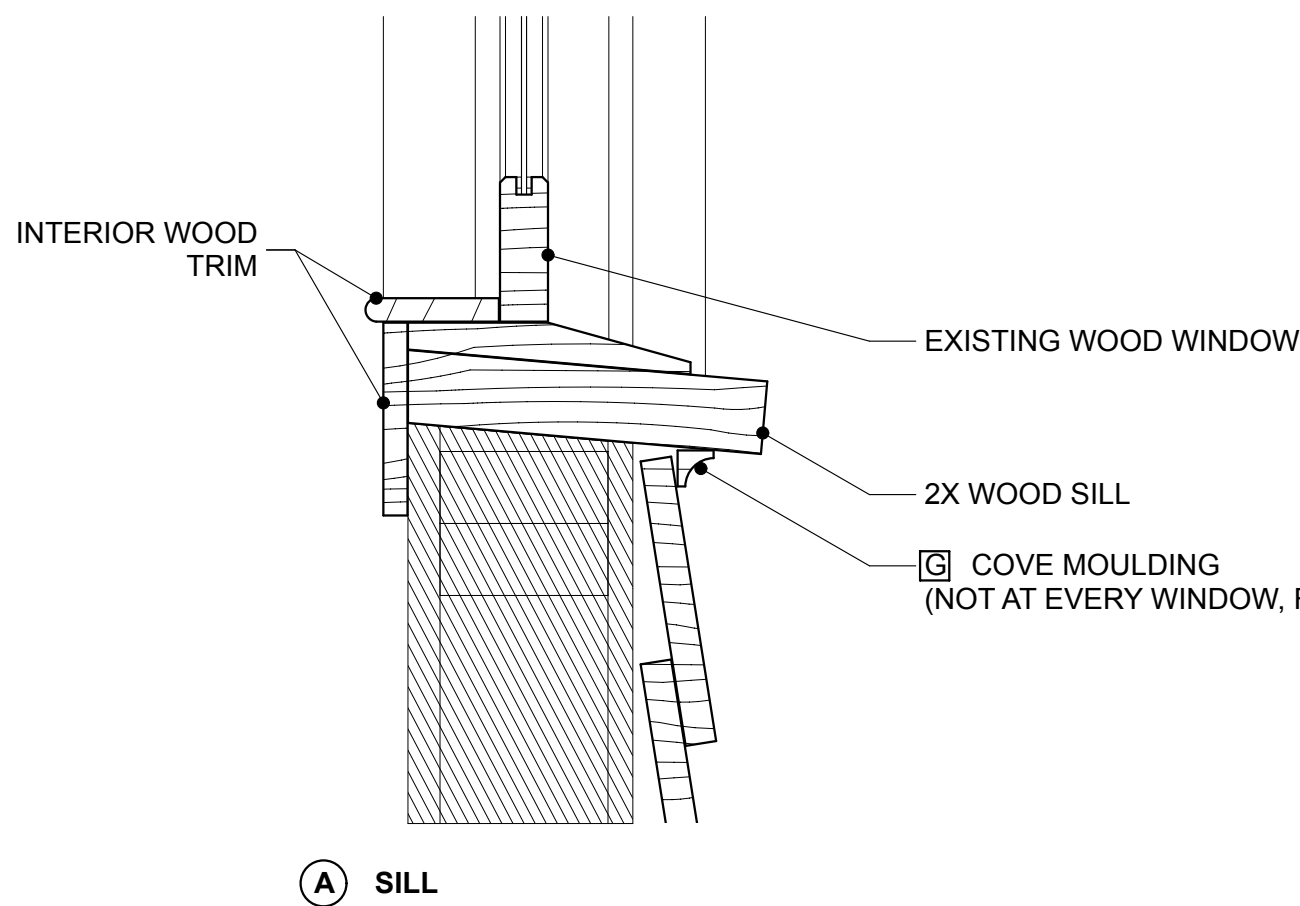 INTERIOR WOOD
TRIM
EXISTING WOOD WINDOW
2X WOOD SILL
G COVE MOULDING
(NOT AT EVERY WINDOW,
A SILL